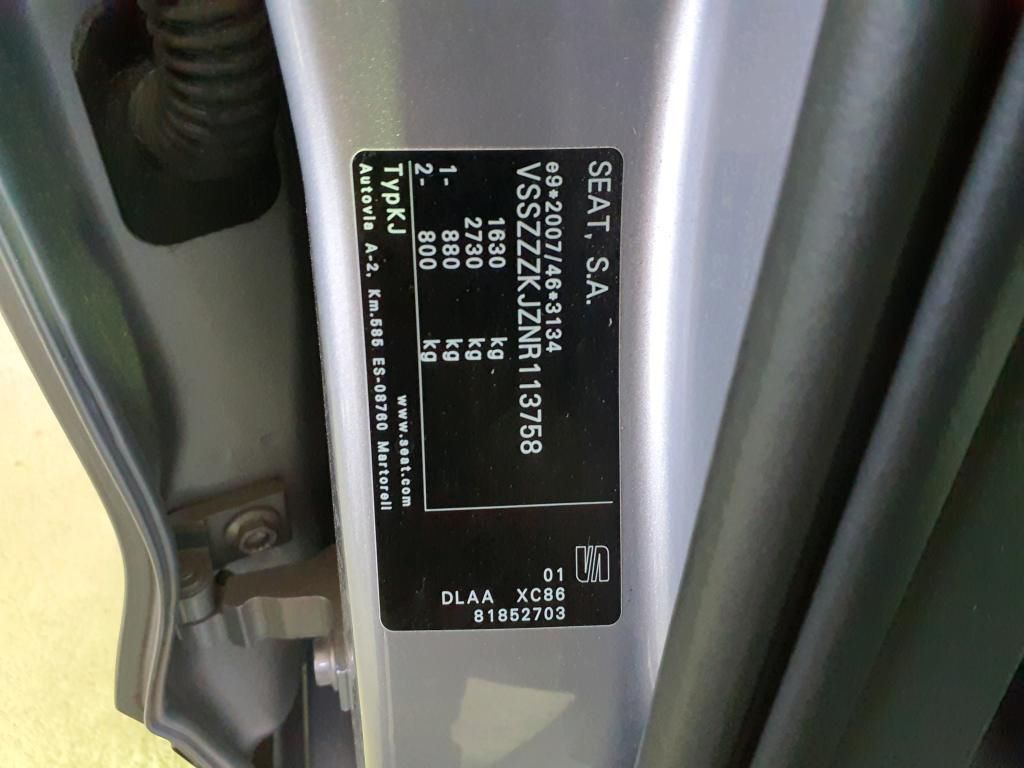 SEAT, S.A.
e9*2007/46*3134
VSSZZZKJZNR113758
1630 kg
2730 kg
1- 880 kg
2- 800 kg
TypKJ www.seat.com
Autovia A-2, Km.585 ES-08760 Martorell
01
DLAA XC86
81852703